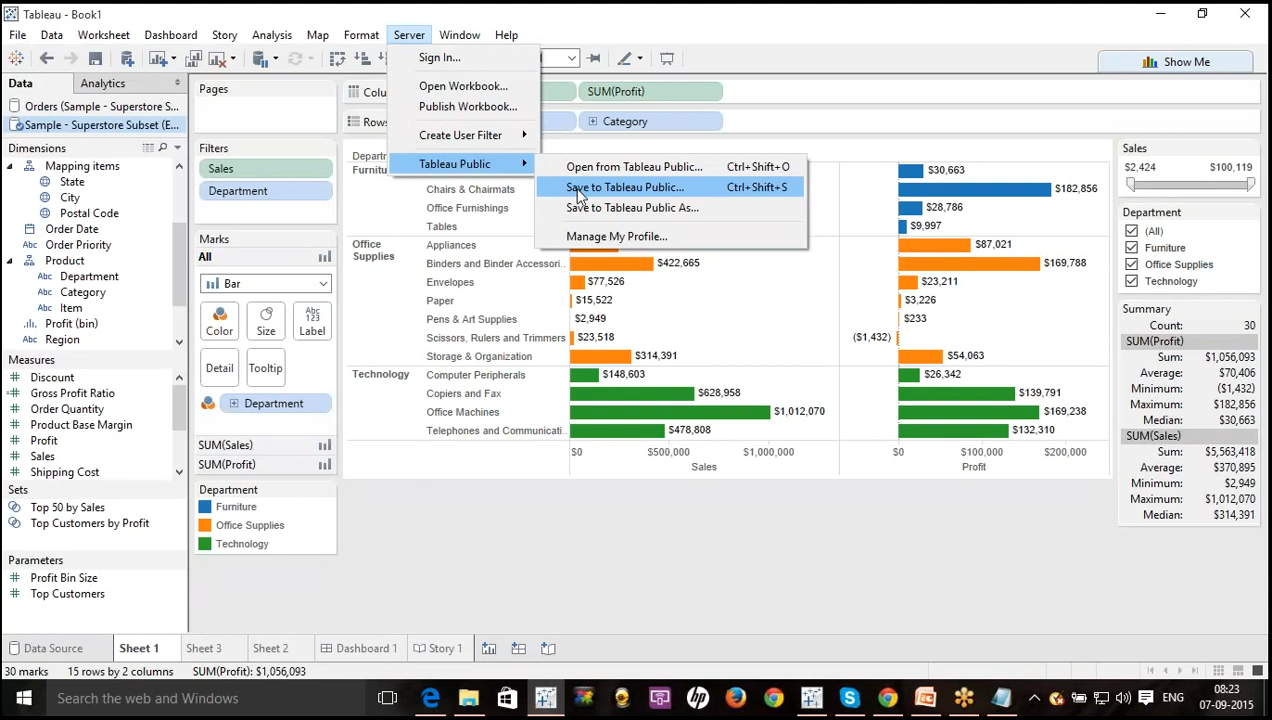 Tableau - Book1
File Data Worksheet Dashboard Story Analysis Map Format Server Window Help
Show Me
Data Analytics
Orders (Sample - Superstore Su...
Sample - Superstore Subset (E...
Dimensions
Mapping items
State
City
Postal Code
Order Date
Abc Order Priority
Product
Abc Department
Abc Category
Abc Item
Profit (bin)
Abc Region
Measures
Discount
Gross Profit Ratio
Order Quantity
Product Base Margin
Profit
Sales
Shipping Cost
Sets
Top 50 by Sales
Top Customers by Profit
Parameters
Profit Bin Size
Top Customers
Pages
Filters
Sales
Department
Marks
All
Bar
Color Size Abc 123 Label
Detail Tooltip
Department
SUM(Sales)
SUM(Profit)
Department
Furniture
Office Supplies
Technology
Sign In...
Open Workbook...
Publish Workbook...
Create User Filter
Tableau Public
Open from Tableau Public... Ctrl+Shift+O
Save to Tableau Public... Ctrl+Shift+S
Save to Tableau Public As...
Manage My Profile...
SUM(Profit)
Category
$30,663
Chairs & Chairmats $182,856
Office Furnishings $28,786
Tables $9,997
Office Supplies Appliances $87,021
Binders and Binder Accessori.. $422,665 $169,788
Envelopes $77,526 $23,211
Paper $15,522 $3,226
Pens & Art Supplies $2,949 $233
Scissors, Rulers and Trimmers $23,518 ($1,432)
Storage & Organization $314,391 $54,063
Technology Computer Peripherals $148,603 $26,342
Copiers and Fax $628,958 $139,791
Office Machines $1,012,070 $169,238
Telephones and Communicati.. $478,808 $132,310
$0 $500,000 $1,000,000 $0 $100,000 $200,000
Sales Profit
Sales
$2,424 $100,119
Department
(All)
Furniture
Office Supplies
Technology
Summary
Count: 30
SUM(Profit)
Sum: $1,056,093
Average: $70,406
Minimum: ($1,432)
Maximum: $182,856
Median: $30,663
SUM(Sales)
Sum: $5,563,418
Average: $370,895
Minimum: $2,949
Maximum: $1,012,070
Median: $314,391
Data Source Sheet 1 Sheet 3 Sheet 2 Dashboard 1 Story 1
30 marks 15 rows by 2 columns SUM(Profit): $1,056,093
Search the web and Windows
ENG
08:23
07-09-2015